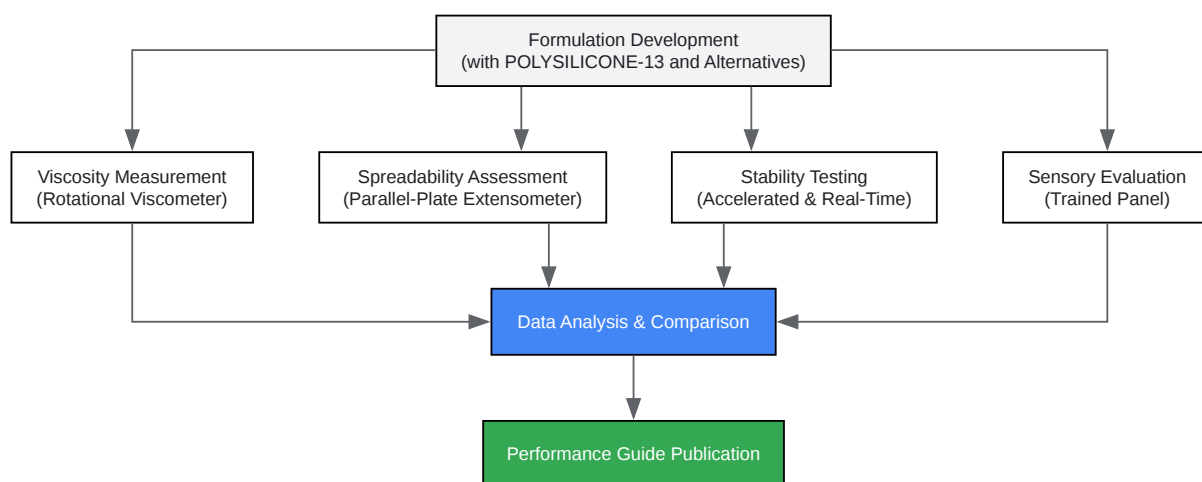 Formulation Development
(with POLYSILICONE-13 and Alternatives)
Viscosity Measurement
(Rotational Viscometer)
Spreadability Assessment
(Parallel-Plate Extensometer)
Stability Testing
(Accelerated & Real-Time)
Sensory Evaluation
(Trained Panel)
Data Analysis & Comparison
Performance Guide Publication